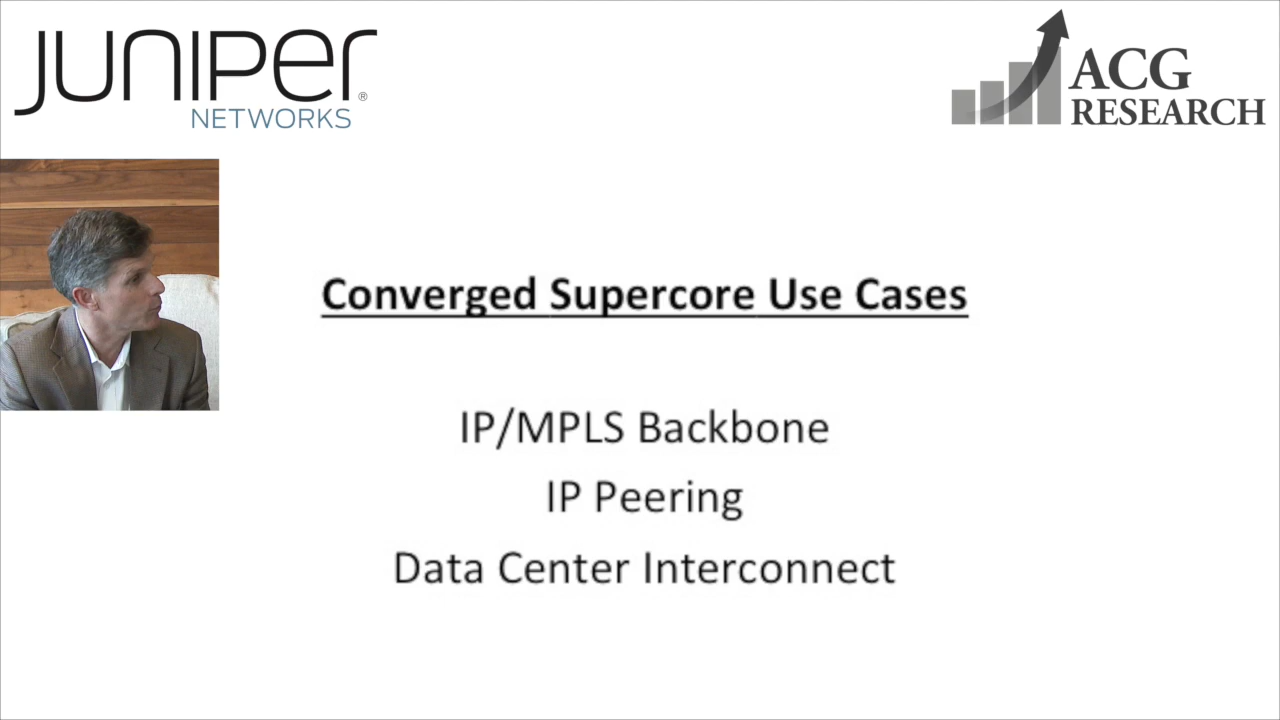 JUNIPER
NETWORKS
ACG
RESEARCH
Converged Supercore Use Cases
IP/MPLS Backbone
IP Peering
Data Center Interconnect